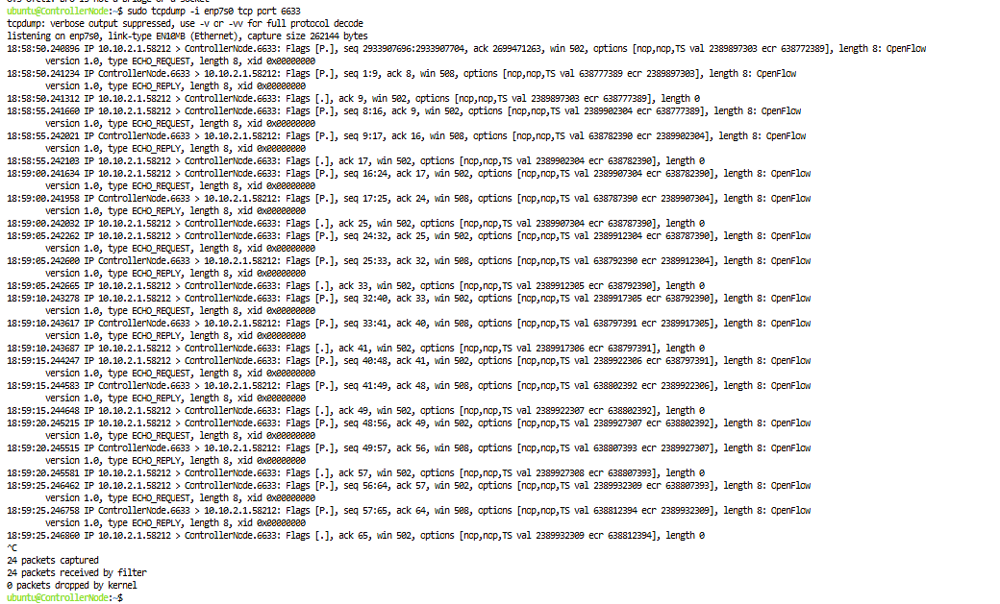 ubuntu@ControllerNode:~$ sudo tcpdump -i enp7s0 tcp port 6633
tcpdump: verbose output suppressed, use -v or -vv for full protocol decode
listening on enp7s0, link-type EN10MB (Ethernet), capture size 262144 bytes
18:58:50.240896 IP 10.10.2.1.58212 > ControllerNode.6633: Flags [P.], seq 2933907696:2933907704, ack 2699471263, win 502, options [nop,nop,TS val 2389897303 ecr 638772389], length 8: OpenFlow
version 1.0, type ECHO_REQUEST, length 8, xid 0x00000000
18:58:50.241234 IP ControllerNode.6633 > 10.10.2.1.58212: Flags [P.], seq 1:9, ack 8, win 508, options [nop,nop,TS val 638777389 ecr 2389897303], length 8: OpenFlow
version 1.0, type ECHO_REPLY, length 8, xid 0x00000000
18:58:50.241312 IP 10.10.2.1.58212 > ControllerNode.6633: Flags [.], ack 9, win 502, options [nop,nop,TS val 2389897303 ecr 638777389], length 0
18:58:55.241660 IP 10.10.2.1.58212 > ControllerNode.6633: Flags [P.], seq 8:16, ack 9, win 502, options [nop,nop,TS val 2389902304 ecr 638777389], length 8: OpenFlow
version 1.0, type ECHO_REQUEST, length 8, xid 0x00000000
18:58:55.242021 IP ControllerNode.6633 > 10.10.2.1.58212: Flags [P.], seq 9:17, ack 16, win 508, options [nop,nop,TS val 638782390 ecr 2389902304], length 8: OpenFlow
version 1.0, type ECHO_REPLY, length 8, xid 0x00000000
18:58:55.242103 IP 10.10.2.1.58212 > ControllerNode.6633: Flags [.], ack 17, win 502, options [nop,nop,TS val 2389902304 ecr 638782390], length 0
18:59:00.241634 IP 10.10.2.1.58212 > ControllerNode.6633: Flags [P.], seq 16:24, ack 17, win 502, options [nop,nop,TS val 2389907304 ecr 638782390], length 8: OpenFlow
version 1.0, type ECHO_REQUEST, length 8, xid 0x00000000
18:59:00.241958 IP ControllerNode.6633 > 10.10.2.1.58212: Flags [P.], seq 17:25, ack 24, win 508, options [nop,nop,TS val 638787390 ecr 2389907304], length 8: OpenFlow
version 1.0, type ECHO_REPLY, length 8, xid 0x00000000
18:59:00.242032 IP 10.10.2.1.58212 > ControllerNode.6633: Flags [.], ack 25, win 502, options [nop,nop,TS val 2389907304 ecr 638787390], length 0
18:59:05.242262 IP 10.10.2.1.58212 > ControllerNode.6633: Flags [P.], seq 24:32, ack 25, win 502, options [nop,nop,TS val 2389912304 ecr 638787390], length 8: OpenFlow
version 1.0, type ECHO_REQUEST, length 8, xid 0x00000000
18:59:05.242600 IP ControllerNode.6633 > 10.10.2.1.58212: Flags [P.], seq 25:33, ack 32, win 508, options [nop,nop,TS val 638792390 ecr 2389912304], length 8: OpenFlow
version 1.0, type ECHO_REPLY, length 8, xid 0x00000000
18:59:05.242665 IP 10.10.2.1.58212 > ControllerNode.6633: Flags [.], ack 33, win 502, options [nop,nop,TS val 2389912305 ecr 638792390], length 0
18:59:10.243278 IP 10.10.2.1.58212 > ControllerNode.6633: Flags [P.], seq 32:40, ack 33, win 502, options [nop,nop,TS val 2389917305 ecr 638792390], length 8: OpenFlow
version 1.0, type ECHO_REQUEST, length 8, xid 0x00000000
18:59:10.243617 IP ControllerNode.6633 > 10.10.2.1.58212: Flags [P.], seq 33:41, ack 40, win 508, options [nop,nop,TS val 638797391 ecr 2389917305], length 8: OpenFlow
version 1.0, type ECHO_REPLY, length 8, xid 0x00000000
18:59:10.243687 IP 10.10.2.1.58212 > ControllerNode.6633: Flags [.], ack 41, win 502, options [nop,nop,TS val 2389917306 ecr 638797391], length 0
18:59:15.244247 IP 10.10.2.1.58212 > ControllerNode.6633: Flags [P.], seq 40:48, ack 41, win 502, options [nop,nop,TS val 2389922306 ecr 638797391], length 8: OpenFlow
version 1.0, type ECHO_REQUEST, length 8, xid 0x00000000
18:59:15.244583 IP ControllerNode.6633 > 10.10.2.1.58212: Flags [P.], seq 41:49, ack 48, win 508, options [nop,nop,TS val 638802392 ecr 2389922306], length 8: OpenFlow
version 1.0, type ECHO_REPLY, length 8, xid 0x00000000
18:59:15.244648 IP 10.10.2.1.58212 > ControllerNode.6633: Flags [.], ack 49, win 502, options [nop,nop,TS val 2389922307 ecr 638802392], length 0
18:59:20.245215 IP 10.10.2.1.58212 > ControllerNode.6633: Flags [P.], seq 48:56, ack 49, win 502, options [nop,nop,TS val 2389927307 ecr 638802392], length 8: OpenFlow
version 1.0, type ECHO_REQUEST, length 8, xid 0x00000000
18:59:20.245515 IP ControllerNode.6633 > 10.10.2.1.58212: Flags [P.], seq 49:57, ack 56, win 508, options [nop,nop,TS val 638807393 ecr 2389927307], length 8: OpenFlow
version 1.0, type ECHO_REPLY, length 8, xid 0x00000000
18:59:20.245581 IP 10.10.2.1.58212 > ControllerNode.6633: Flags [.], ack 57, win 502, options [nop,nop,TS val 2389927308 ecr 638807393], length 0
18:59:25.246462 IP 10.10.2.1.58212 > ControllerNode.6633: Flags [P.], seq 56:64, ack 57, win 502, options [nop,nop,TS val 2389932309 ecr 638807393], length 8: OpenFlow
version 1.0, type ECHO_REQUEST, length 8, xid 0x00000000
18:59:25.246758 IP ControllerNode.6633 > 10.10.2.1.58212: Flags [P.], seq 57:65, ack 64, win 508, options [nop,nop,TS val 638812394 ecr 2389932309], length 8: OpenFlow
version 1.0, type ECHO_REPLY, length 8, xid 0x00000000
18:59:25.246860 IP 10.10.2.1.58212 > ControllerNode.6633: Flags [.], ack 65, win 502, options [nop,nop,TS val 2389932309 ecr 638812394], length 0
^C
24 packets captured
24 packets received by filter
0 packets dropped by kernel
ubuntu@ControllerNode:~$